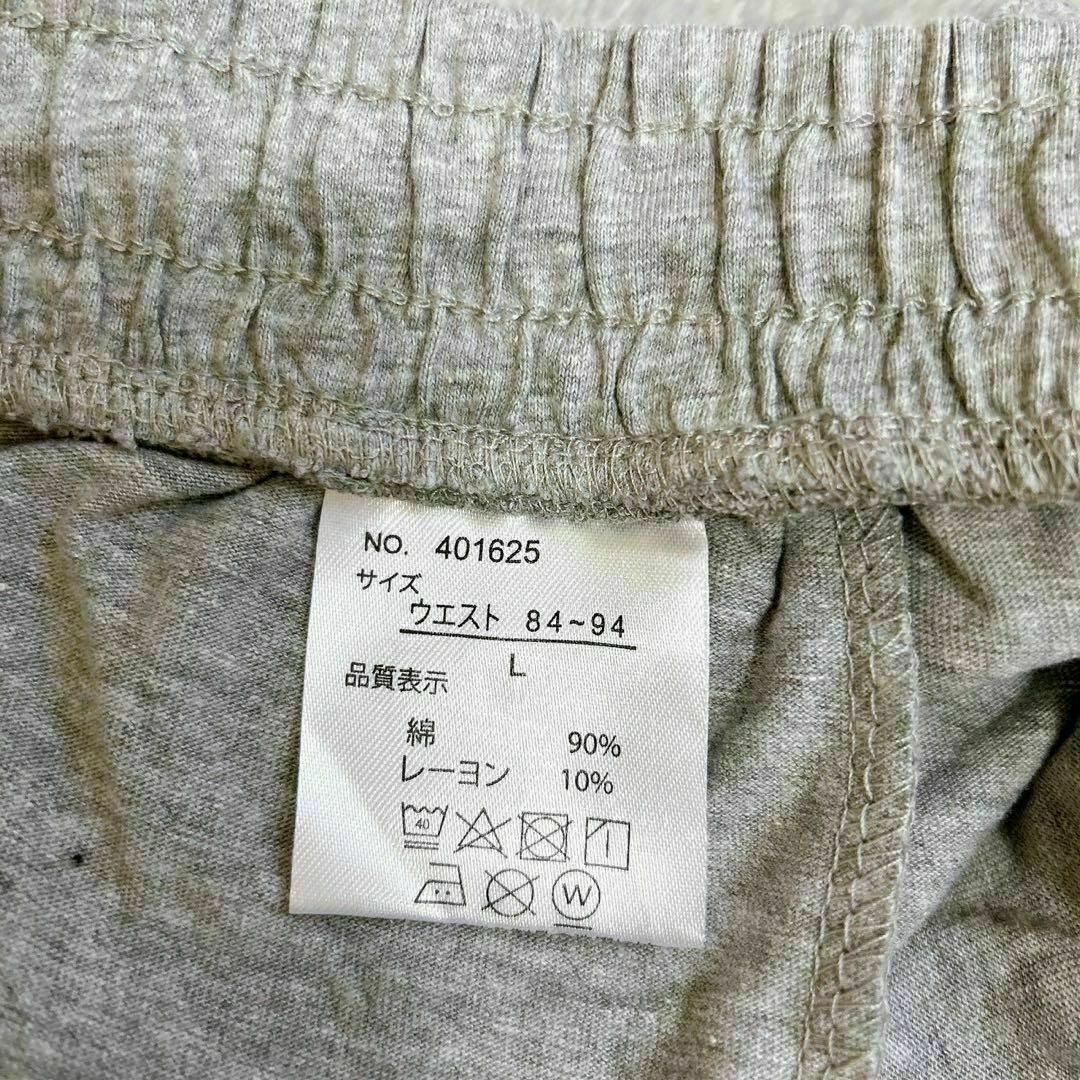 NO. 401625
サイズ
ウエスト 84~94
L
品質表示
綿 90%
レーヨン 10%
40
W